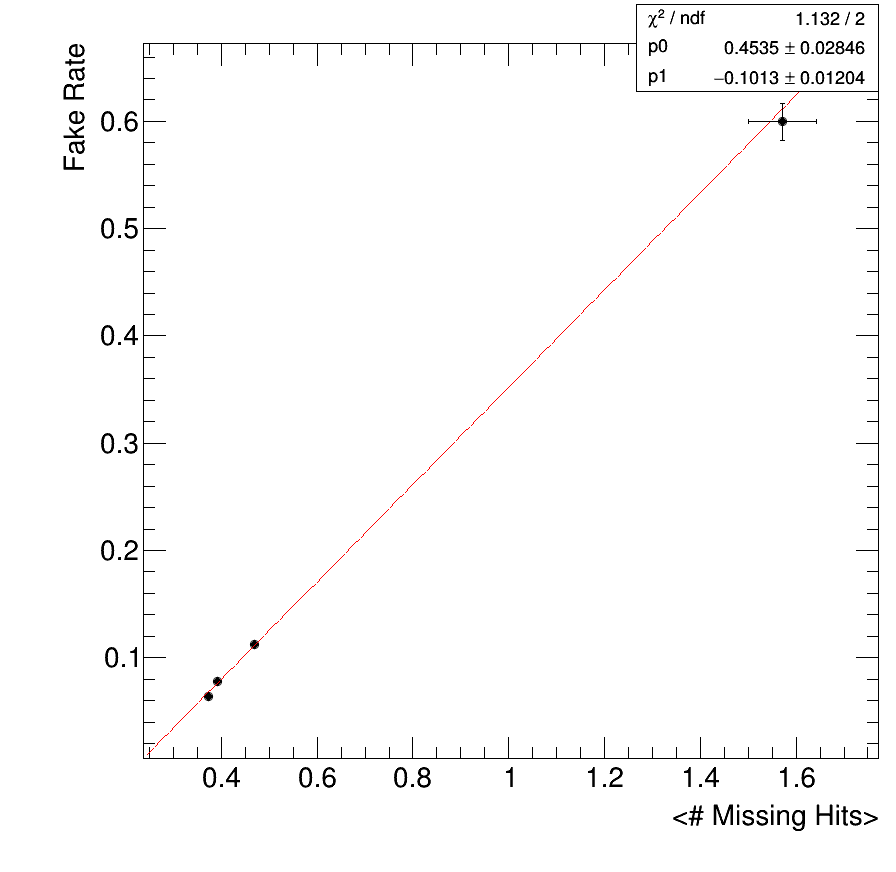 χ² / ndf 1.132 / 2
p0 0.4535 ± 0.02846
p1 −0.1013 ± 0.01204
Fake Rate
0.6
0.5
0.4
0.3
0.2
0.1
0.4 0.6 0.8 1 1.2 1.4 1.6
<# Missing Hits>